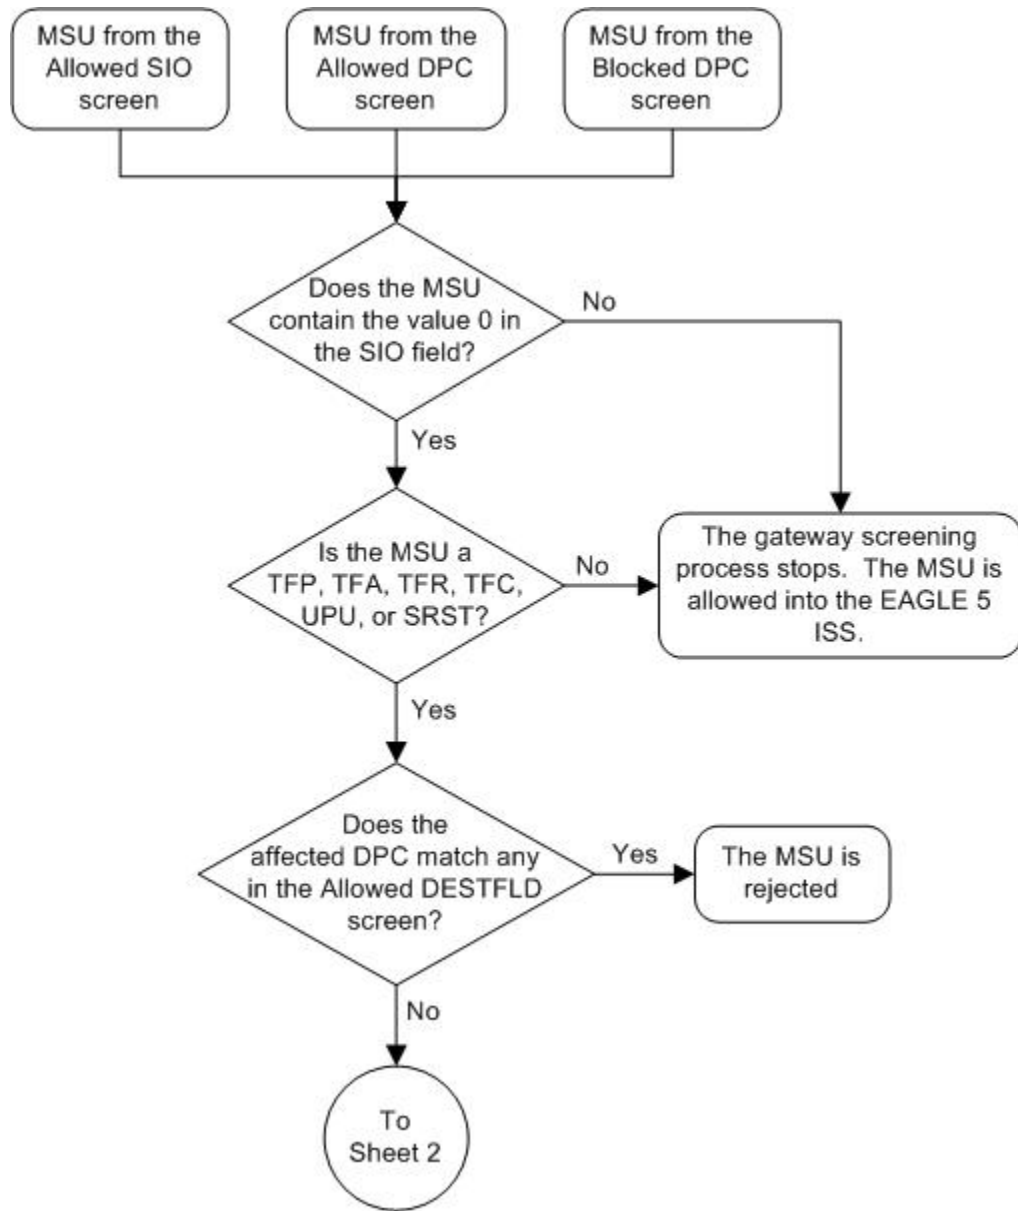 MSU from the
Allowed SIO
screen
MSU from the
Allowed DPC
screen
MSU from the
Blocked DPC
screen
Does the MSU
contain the value 0 in
the SIO field?
No
Yes
Is the MSU a
TFP, TFA, TFR, TFC,
UPU, or SRST?
No
The gateway screening
process stops.  The MSU is
allowed into the EAGLE 5
ISS.
Yes
Does the
affected DPC match any
in the Allowed DESTFLD
screen?
Yes
The MSU is
rejected
No
To
Sheet 2